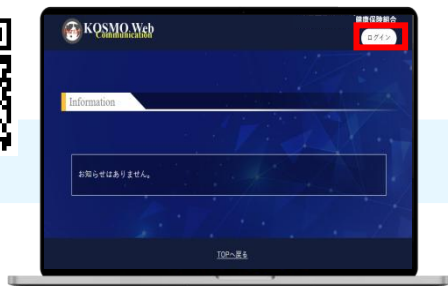 健康保険組合
KOSMO Web
Communication
ログイン
Information
お知らせはありません。
TOPへ戻る